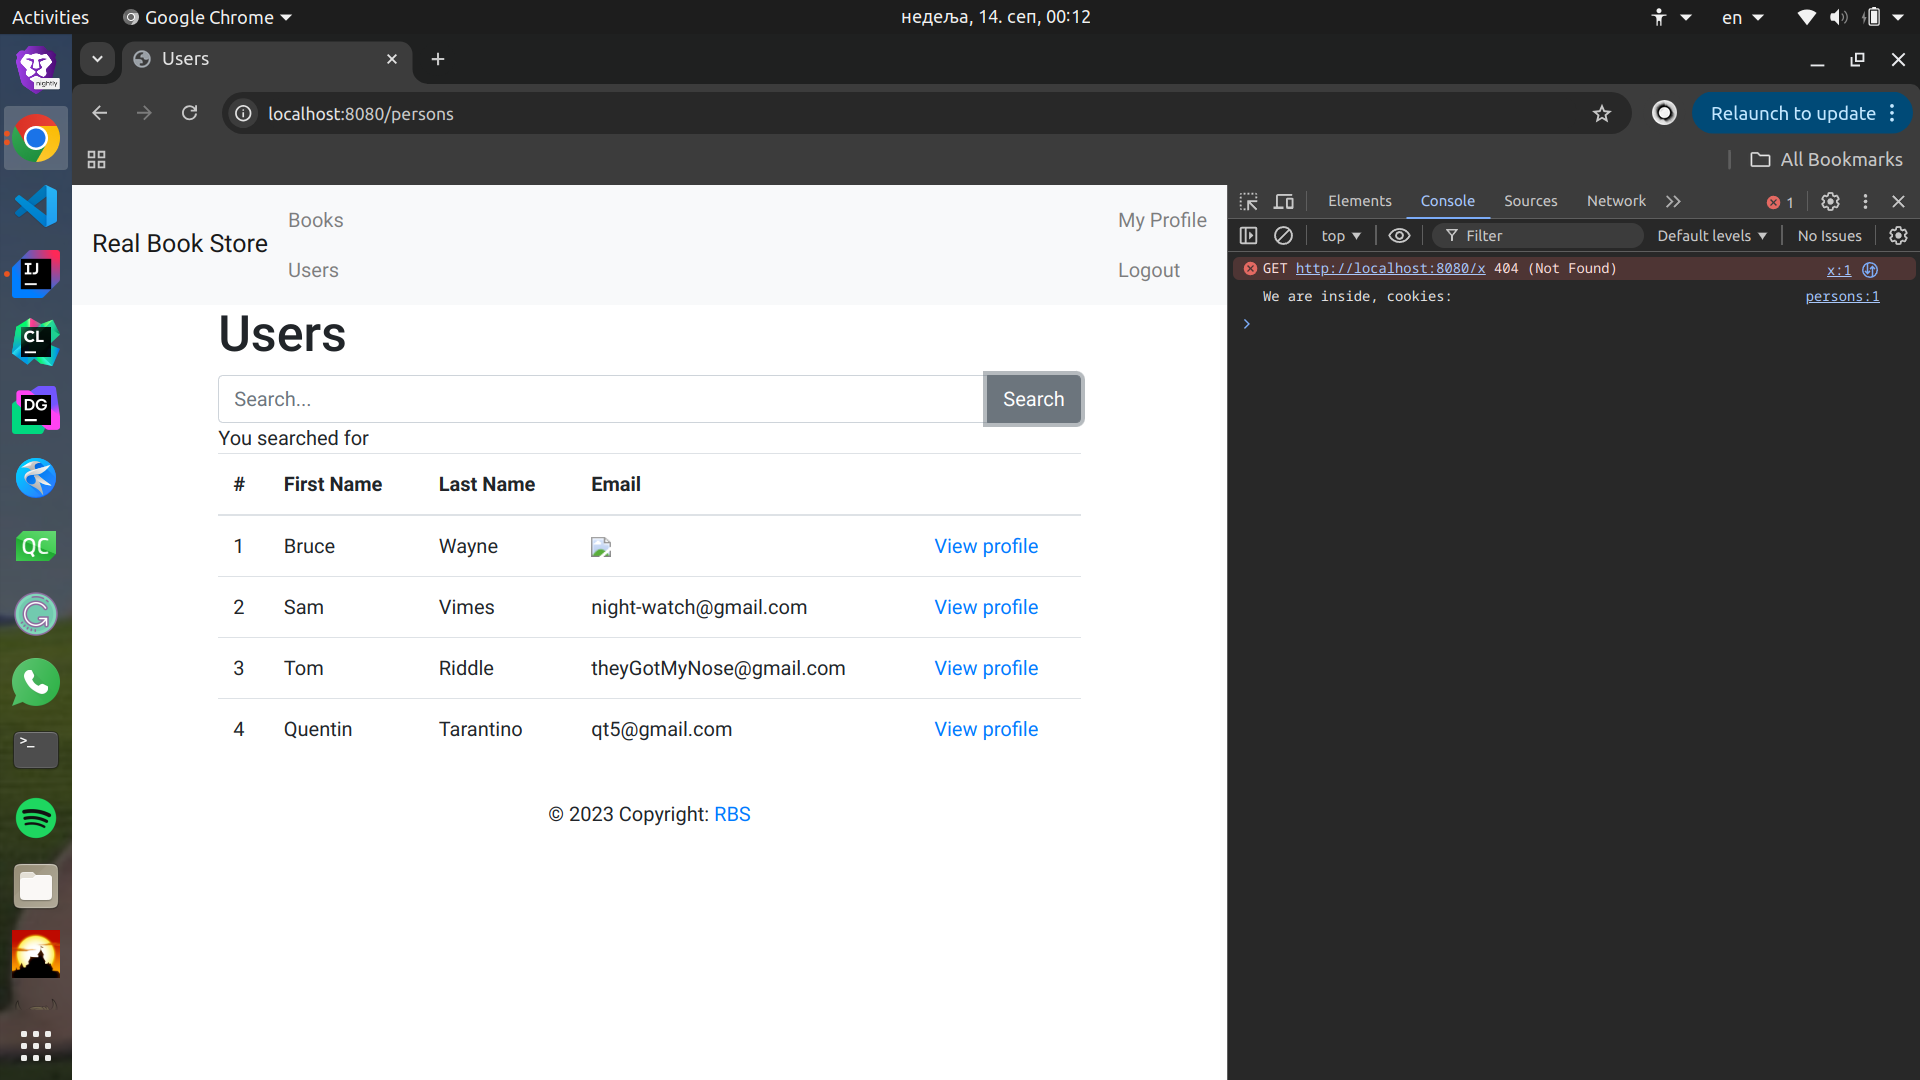 Activities Google Chrome недеља, 14. сеп, 00:12 en
Users
localhost:8080/persons Relaunch to update
All Bookmarks
Real Book Store
Books
Users
My Profile
Logout
Users
Search... Search
You searched for
# First Name Last Name Email
1 Bruce Wayne View profile
2 Sam Vimes night-watch@gmail.com View profile
3 Tom Riddle theyGotMyNose@gmail.com View profile
4 Quentin Tarantino qt5@gmail.com View profile
© 2023 Copyright: RBS
Elements Console Sources Network 1
top Filter Default levels No Issues
GET http://localhost:8080/x 404 (Not Found) x:1
We are inside, cookies: persons:1
nightly
IJ
CL
DG
QC